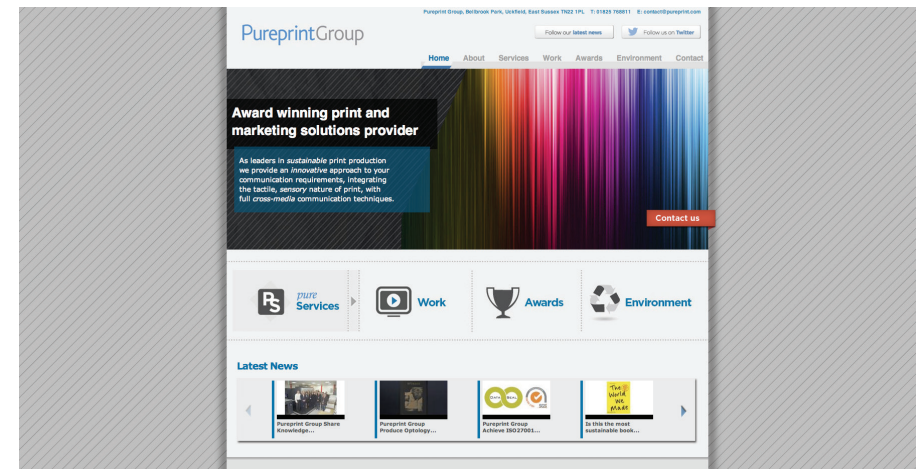 Pureprint Group, Bellbrook Park, Uckfield, East Sussex TN22 1PL T: 01825 768811 E: contact@pureprint.com
PureprintGroup
Follow our latest news
Follow us on Twitter
Home About Services Work Awards Environment Contact
Award winning print and
marketing solutions provider
As leaders in sustainable print production
we provide an innovative approach to your
communication requirements, integrating
the tactile, sensory nature of print, with
full cross-media communication techniques.
Contact us
PS
pure
Services
Work
Awards
Environment
Latest News
The
World
We
Made
Pureprint Group Share
Knowledge...
Pureprint Group
Produce Optology...
Pureprint Group
Achieve ISO27001...
Is this the most
sustainable book...